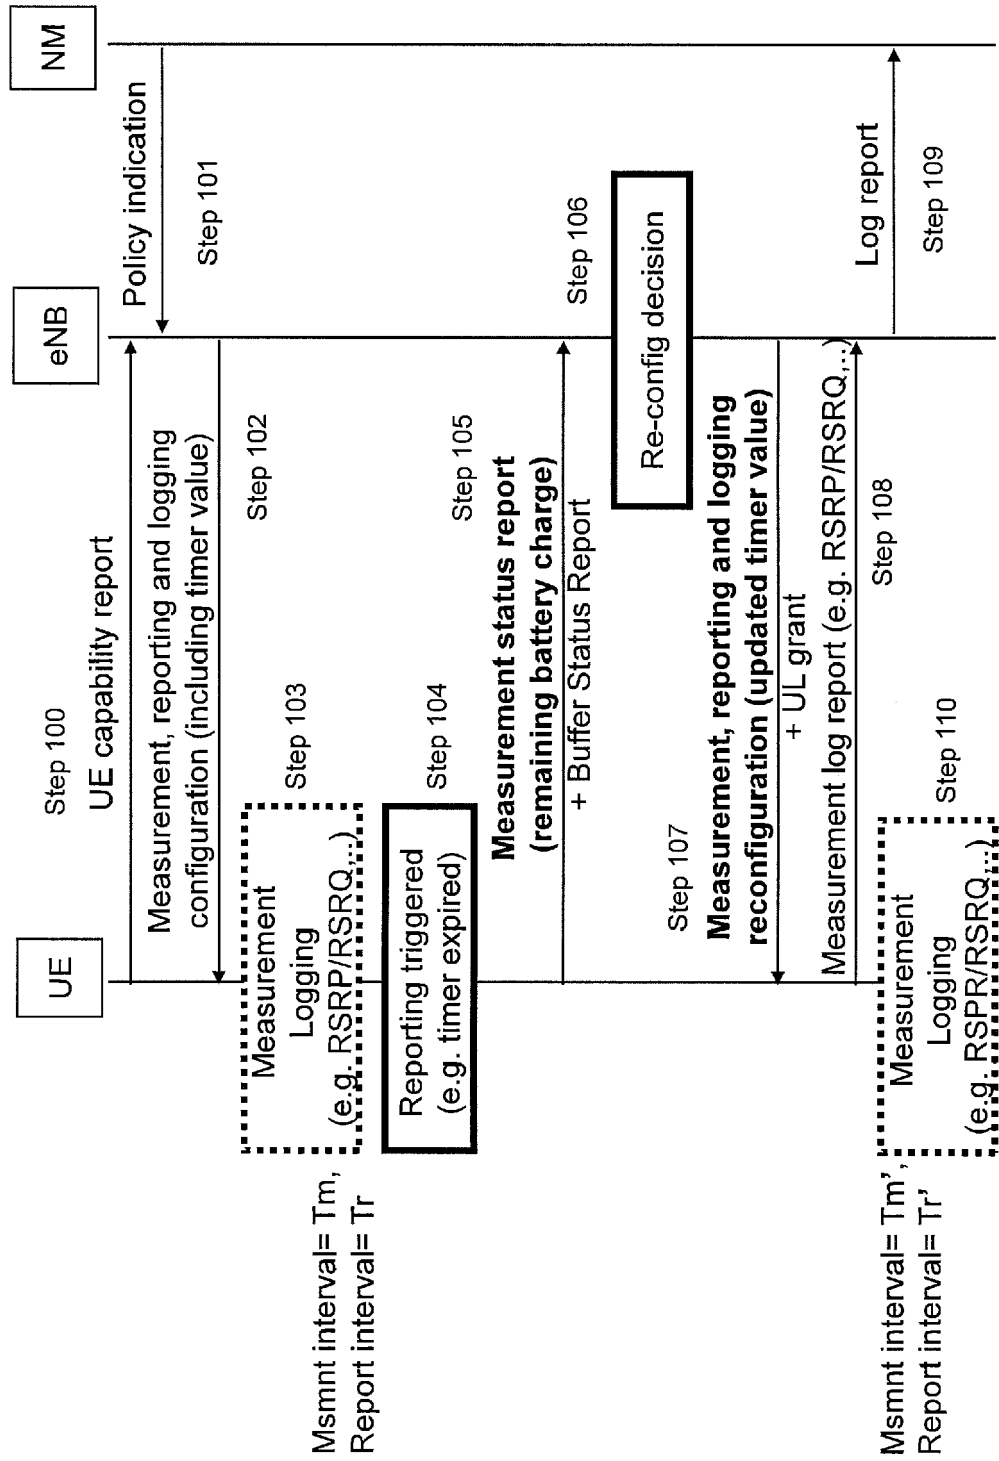 UE
eNB
NM
Step 100
UE capability report
Policy indication
Step 101
Measurement, reporting and logging
configuration (including timer value)
Step 102
Measurement
Logging
(e.g. RSRP/RSRQ,..)
Step 103
Msmnt interval= Tm,
Report interval= Tr
Reporting triggered
(e.g. timer expired)
Step 104
Step 105
Measurement status report
(remaining battery charge)
+ Buffer Status Report
Step 106
Re-config decision
Step 107
Measurement, reporting and logging
reconfiguration (updated timer value)
+ UL grant
Measurement log report (e.g. RSRP/RSRQ,..)
Step 108
Log report
Step 109
Measurement
Logging
(e.g. RSPR/RSRQ,..)
Step 110
Msmnt interval= Tm',
Report interval= Tr'